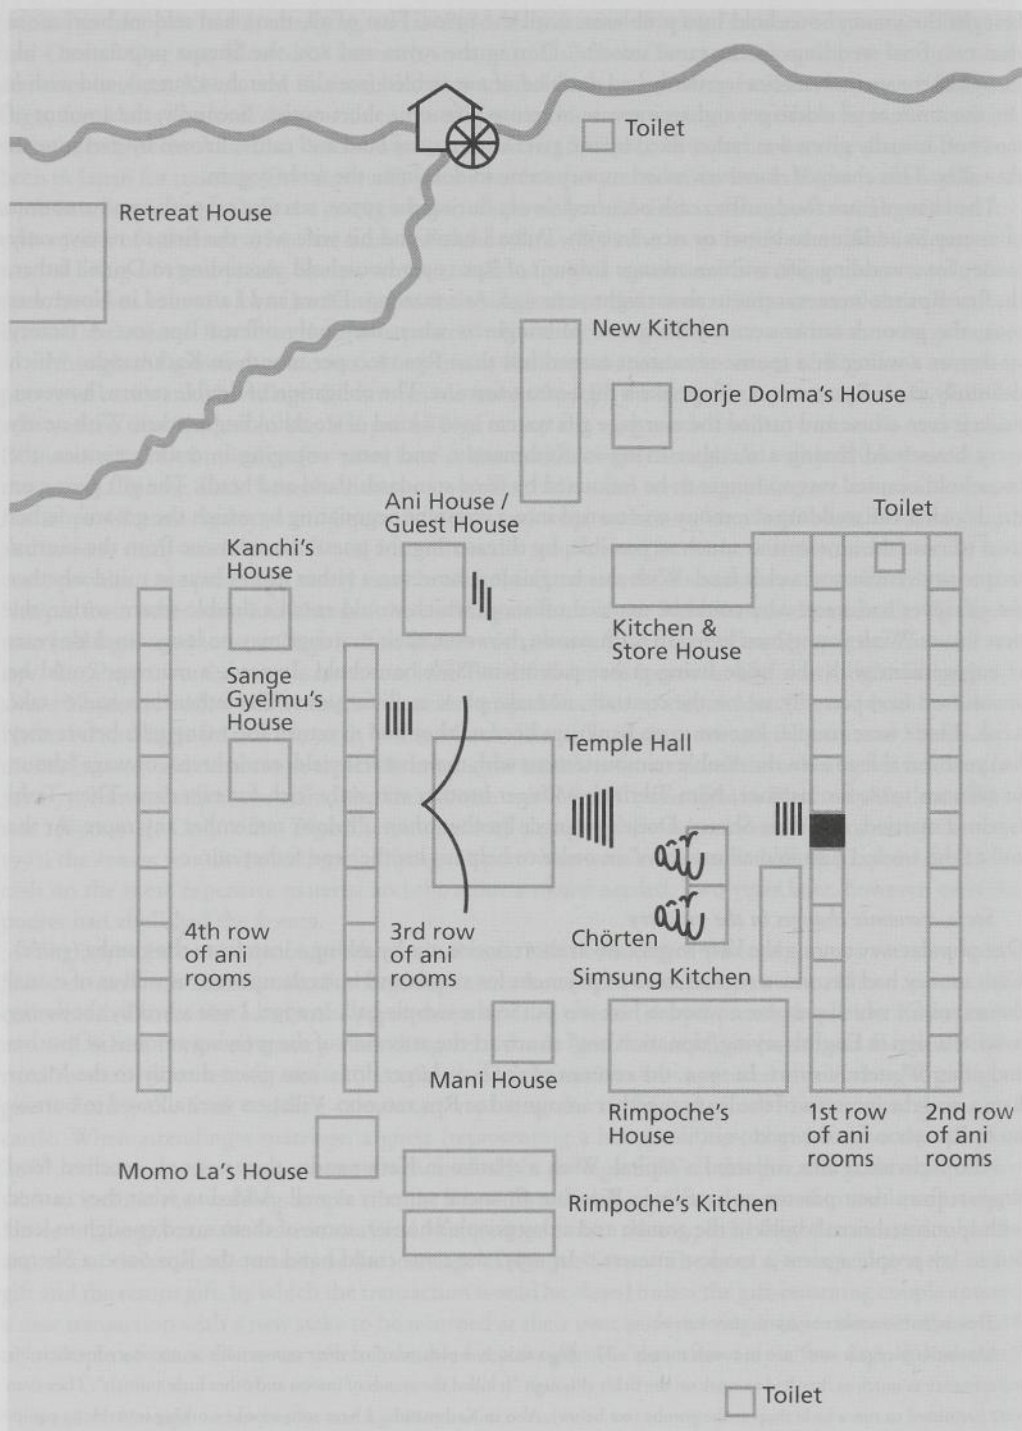 Toilet
Retreat House
New Kitchen
Dorje Dolma's House
Ani House /
Guest House
Toilet
Kanchi's
House
Kitchen &
Store House
Sange
Gyelmu's
House
Temple Hall
4th row
of ani
rooms
3rd row
of ani
rooms
Chörten
Simsung Kitchen
Mani House
Rimpoche's
House
1st row
of ani
rooms
2nd row
of ani
rooms
Momo La's House
Rimpoche's Kitchen
Toilet